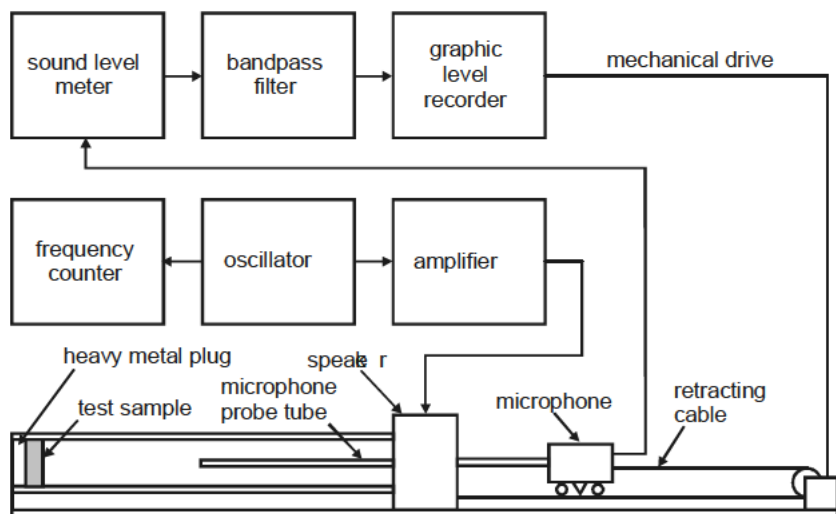 sound level
meter
bandpass
filter
graphic
level
recorder
mechanical drive
frequency
counter
oscillator
amplifier
heavy metal plug
test sample
microphone
probe tube
microphone
retracting
cable